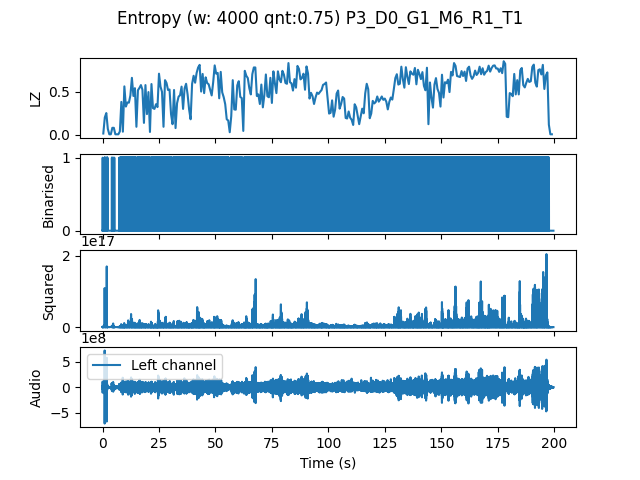 Entropy (w: 4000 qnt:0.75) P3_D0_G1_M6_R1_T1
LZ
0.5
0.0
Binarised
1
0
1e17
Squared
2
0
1e8
Audio
5
0
−5
Left channel
0 25 50 75 100 125 150 175 200
Time (s)